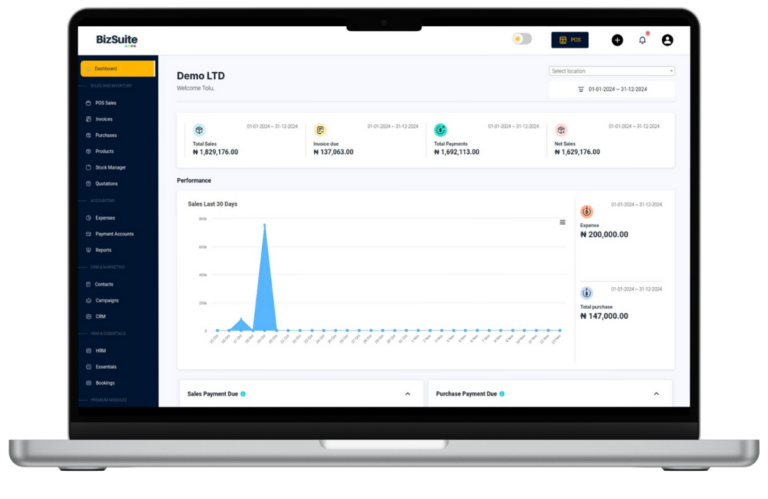 BizSuite
POS
Dashboard
SALES AND INVENTORY
POS Sales
Invoices
Purchases
Products
Stock Manager
Quotations
ACCOUNTING
Expenses
Payment Accounts
Reports
CRM & MARKETING
Contacts
Campaigns
CRM
HRM & ESSENTIALS
HRM
Essentials
Bookings
Demo LTD
Welcome Tolu,
Select location
01-01-2024 ~ 31-12-2024
01-01-2024 ~ 31-12-2024
Total Sales
₦ 1,829,176.00
01-01-2024 ~ 31-12-2024
Invoice due
₦ 137,063.00
01-01-2024 ~ 31-12-2024
Total Payments
₦ 1,692,113.00
01-01-2024 ~ 31-12-2024
Net Sales
₦ 1,629,176.00
Performance
Sales Last 30 Days
800k
600k
400k
200k
0
01-01-2024 ~ 31-12-2024
Expense
₦ 200,000.00
01-01-2024 ~ 31-12-2024
Total purchase
₦ 147,000.00
Sales Payment Due
Purchase Payment Due